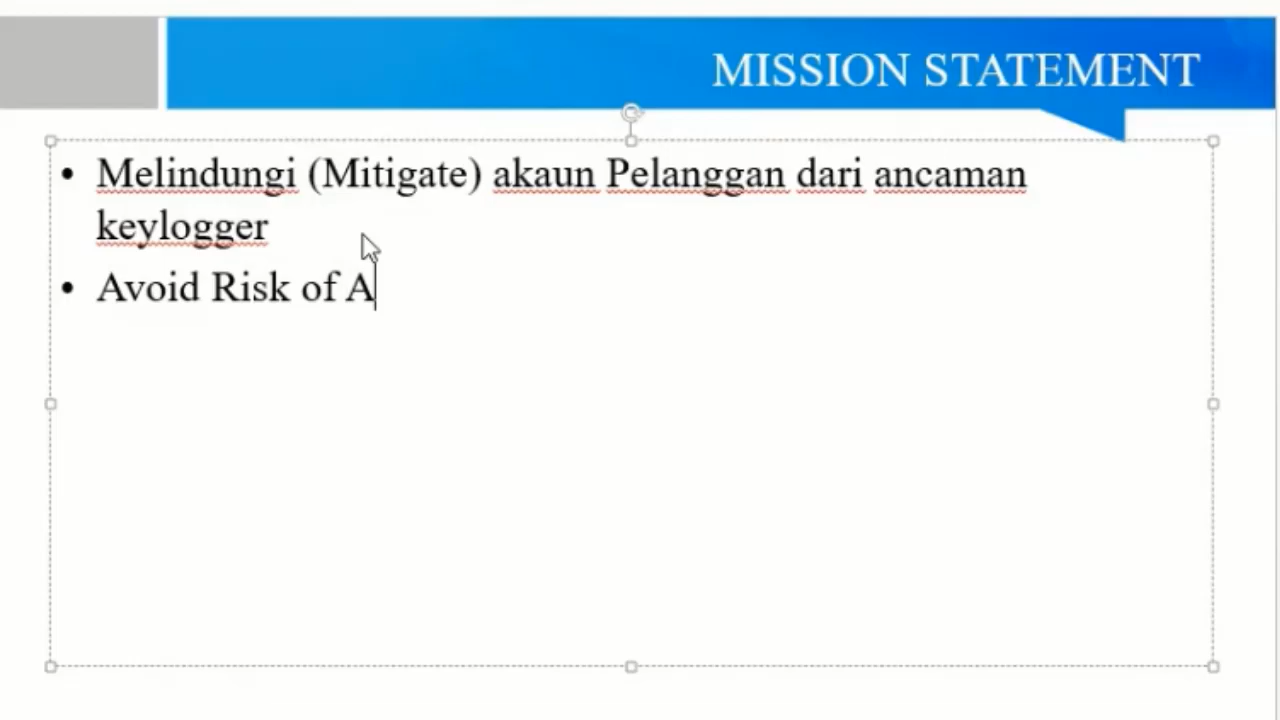 MISSION STATEMENT
• Melindungi (Mitigate) akaun Pelanggan dari ancaman
keylogger
• Avoid Risk of A